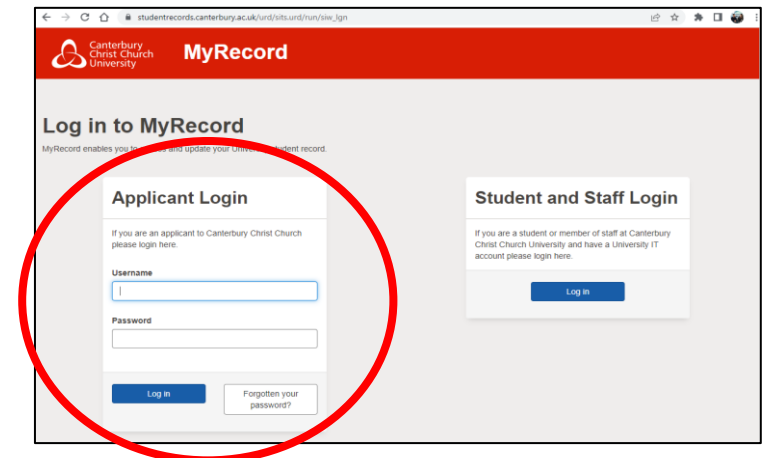 studentrecords.canterbury.ac.uk/urd/sits.urd/run/siw_lgn
Canterbury
Christ Church
University
MyRecord
Log in to MyRecord
MyRecord enables you to and update your University student record.
Applicant Login
If you are an applicant to Canterbury Christ Church
please login here.
Username
Password
Log in
Forgotten your
password?
Student and Staff Login
If you are a student or member of staff at Canterbury
Christ Church University and have a University IT
account please login here.
Log in